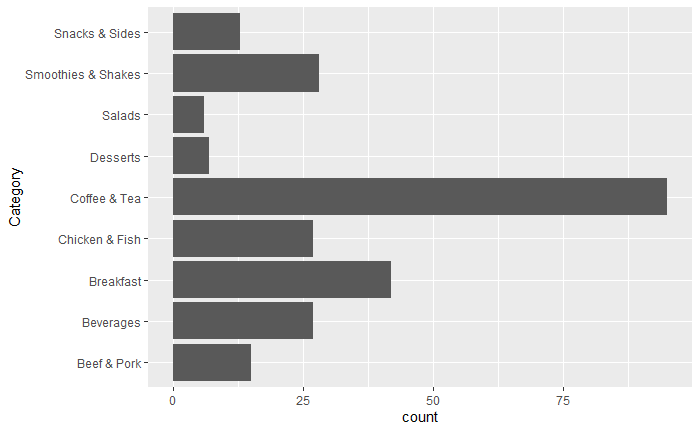 Snacks & Sides
Smoothies & Shakes
Salads
Desserts
Coffee & Tea
Chicken & Fish
Breakfast
Beverages
Beef & Pork
Category
0 25 50 75
count